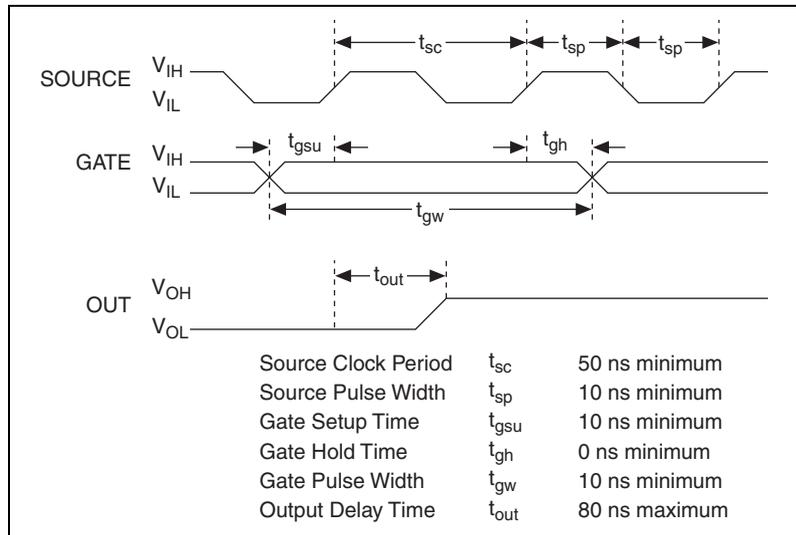 t_sc t_sp t_sp
SOURCE V_IH
V_IL
t_gsu t_gh
GATE V_IH
V_IL
t_gw
t_out
OUT V_OH
V_OL
Source Clock Period t_sc 50 ns minimum
Source Pulse Width t_sp 10 ns minimum
Gate Setup Time t_gsu 10 ns minimum
Gate Hold Time t_gh 0 ns minimum
Gate Pulse Width t_gw 10 ns minimum
Output Delay Time t_out 80 ns maximum